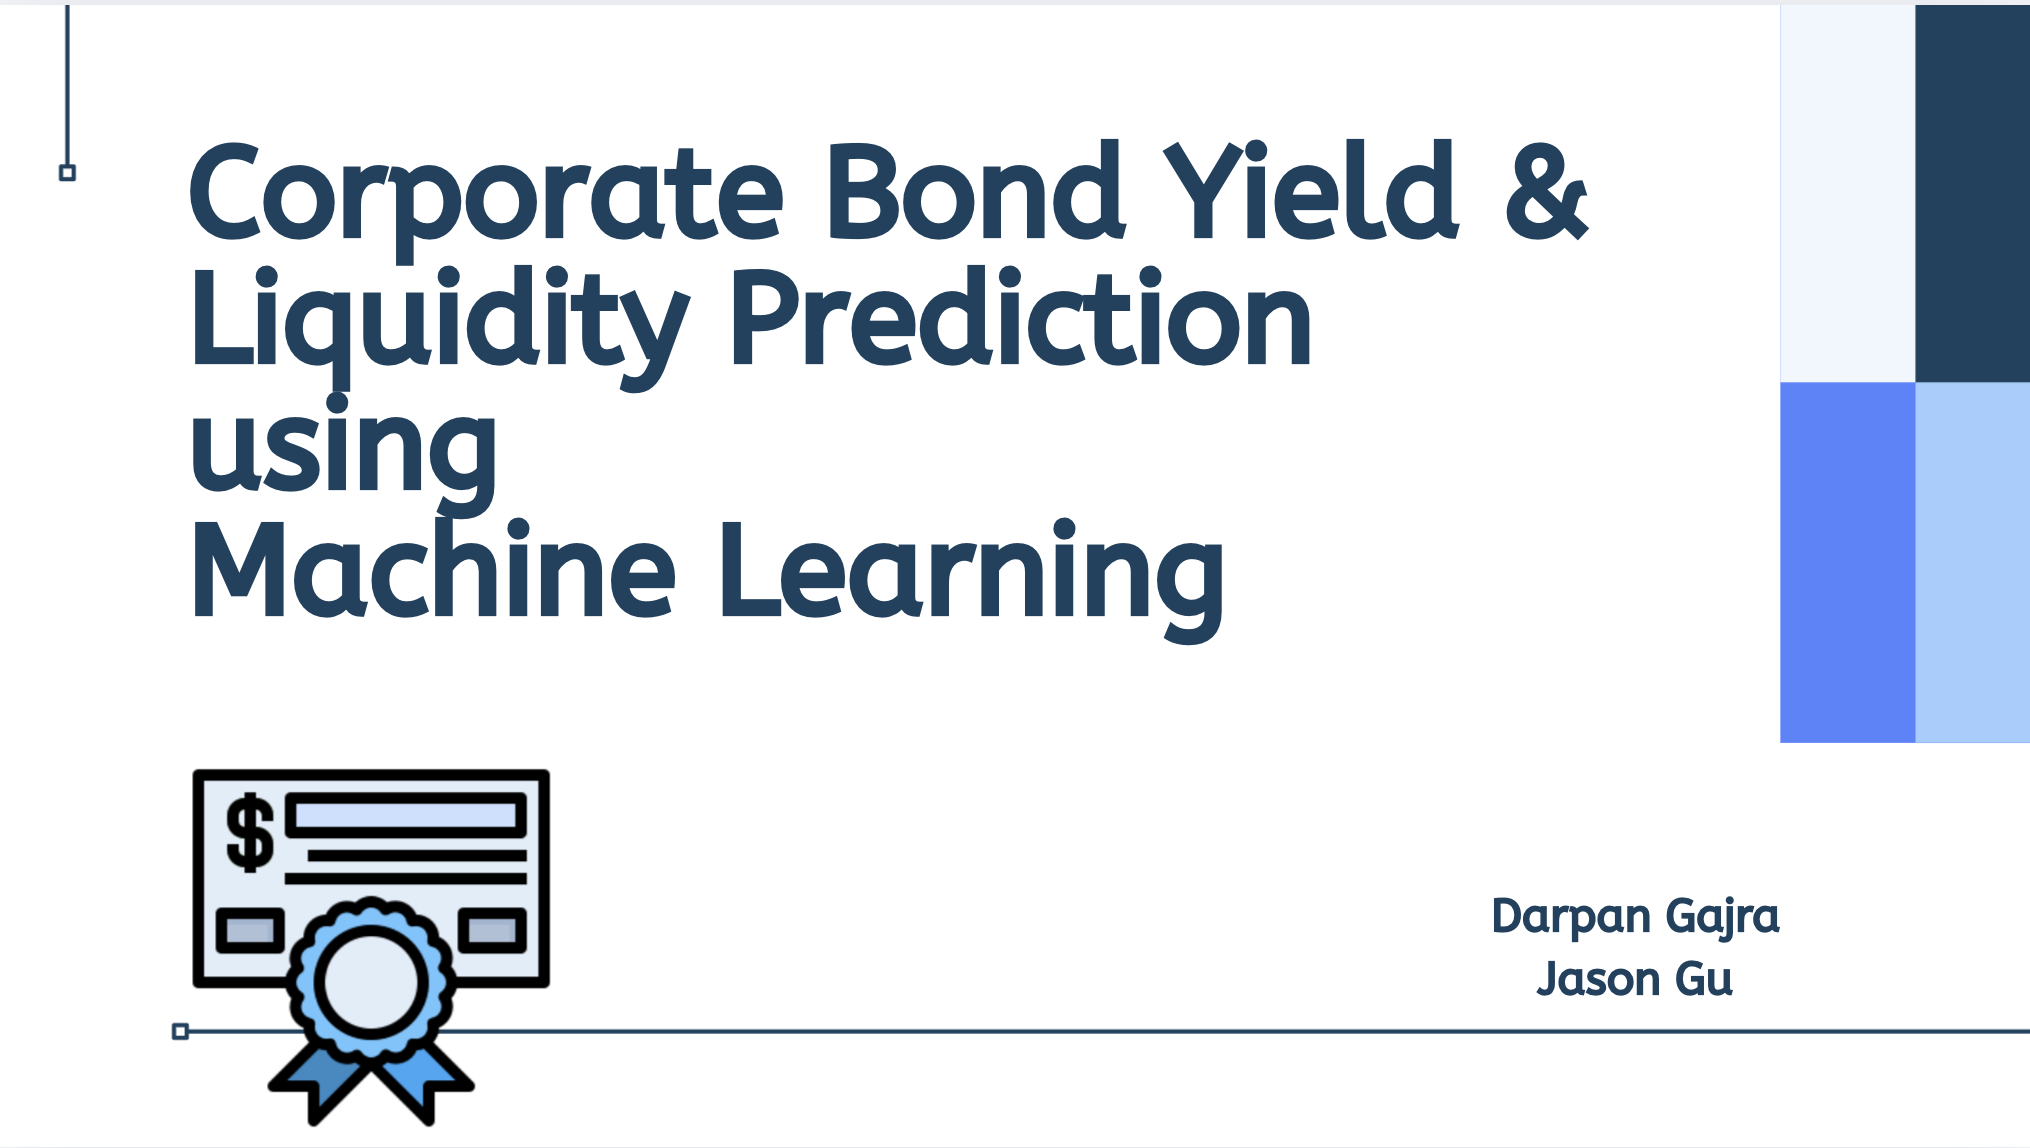 Corporate Bond Yield &
Liquidity Prediction
using
Machine Learning
$
Darpan Gajra
Jason Gu